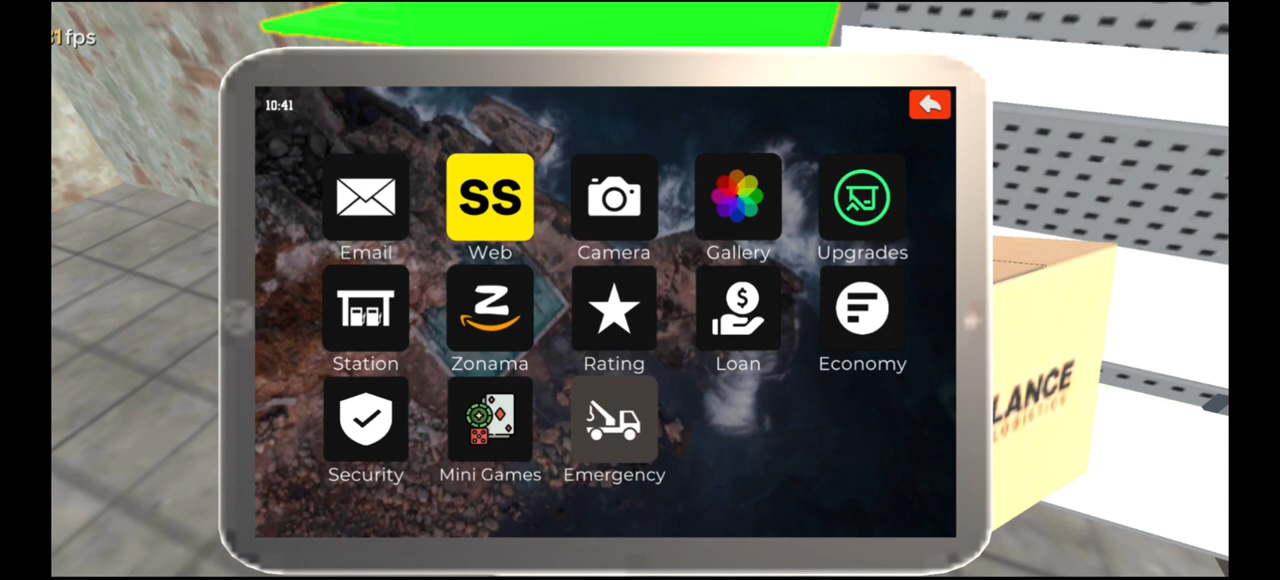 fps
10:41
SS
Email
Web
Camera
Gallery
Upgrades
Z
$
Station
Zonama
Rating
Loan
Economy
Security
Mini Games
Emergency
LANCE
LOGISTICS